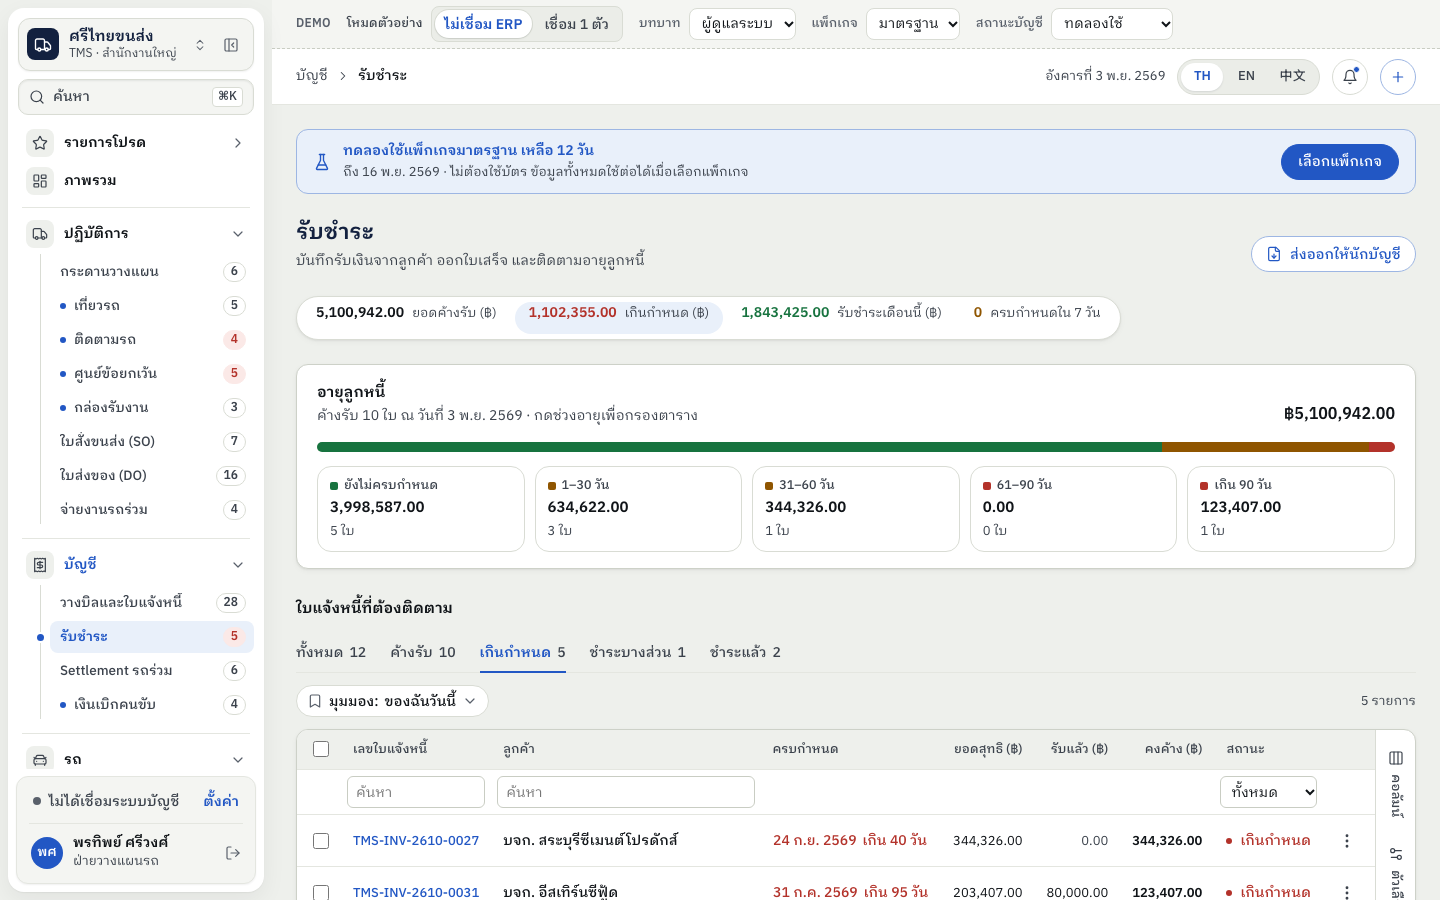 ศรีไทยขนส่ง
TMS · สำนักงานใหญ่
ค้นหา ⌘K
รายการโปรด
ภาพรวม
ปฏิบัติการ
กระดานวางแผน 6
เที่ยวรถ 5
ติดตามรถ 4
ศูนย์ข้อยกเว้น 5
กล่องรับงาน 3
ใบสั่งขนส่ง (SO) 7
ใบส่งของ (DO) 16
จ่ายงานรถร่วม 4
บัญชี
วางบิลและใบแจ้งหนี้ 28
รับชำระ 5
Settlement รถร่วม 6
เงินเบิกคนขับ 4
รถ
ไม่ได้เชื่อมระบบบัญชี ตั้งค่า
พศ
พรทิพย์ ศรีวงศ์
ฝ่ายวางแผนรถ
DEMO โหมดตัวอย่าง ไม่เชื่อม ERP เชื่อม 1 ตัว บทบาท ผู้ดูแลระบบ แพ็กเกจ มาตรฐาน สถานะบัญชี ทดลองใช้
บัญชี รับชำระ อังคารที่ 3 พ.ย. 2569 TH EN 中文
ทดลองใช้แพ็กเกจมาตรฐาน เหลือ 12 วัน
ถึง 16 พ.ย. 2569 · ไม่ต้องใช้บัตร ข้อมูลทั้งหมดใช้ต่อได้เมื่อเลือกแพ็กเกจ
เลือกแพ็กเกจ
รับชำระ
บันทึกรับเงินจากลูกค้า ออกใบเสร็จ และติดตามอายุลูกหนี้
ส่งออกให้นักบัญชี
5,100,942.00 ยอดค้างรับ (฿) 1,102,355.00 เกินกำหนด (฿) 1,843,425.00 รับชำระเดือนนี้ (฿) 0 ครบกำหนดใน 7 วัน
อายุลูกหนี้
ค้างรับ 10 ใบ ณ วันที่ 3 พ.ย. 2569 · กดช่วงอายุเพื่อกรองตาราง
฿5,100,942.00
ยังไม่ครบกำหนด 1–30 วัน 31–60 วัน 61–90 วัน เกิน 90 วัน
3,998,587.00 634,622.00 344,326.00 0.00 123,407.00
5 ใบ 3 ใบ 1 ใบ 0 ใบ 1 ใบ
ใบแจ้งหนี้ที่ต้องติดตาม
ทั้งหมด 12 ค้างรับ 10 เกินกำหนด 5 ชำระบางส่วน 1 ชำระแล้ว 2
มุมมอง: ของฉันวันนี้ 5 รายการ
เลขใบแจ้งหนี้ ลูกค้า ครบกำหนด ยอดสุทธิ (฿) รับแล้ว (฿) คงค้าง (฿) สถานะ
ค้นหา ค้นหา ทั้งหมด
TMS-INV-2610-0027 บจก. สระบุรีซีเมนต์โปรดักส์ 24 ก.ย. 2569 เกิน 40 วัน 344,326.00 0.00 344,326.00 เกินกำหนด
TMS-INV-2610-0031 บจก. อีสเทิร์นซีฟู้ด 31 ก.ค. 2569 เกิน 95 วัน 203,407.00 80,000.00 123,407.00 เกินกำหนด
คอลัมน์